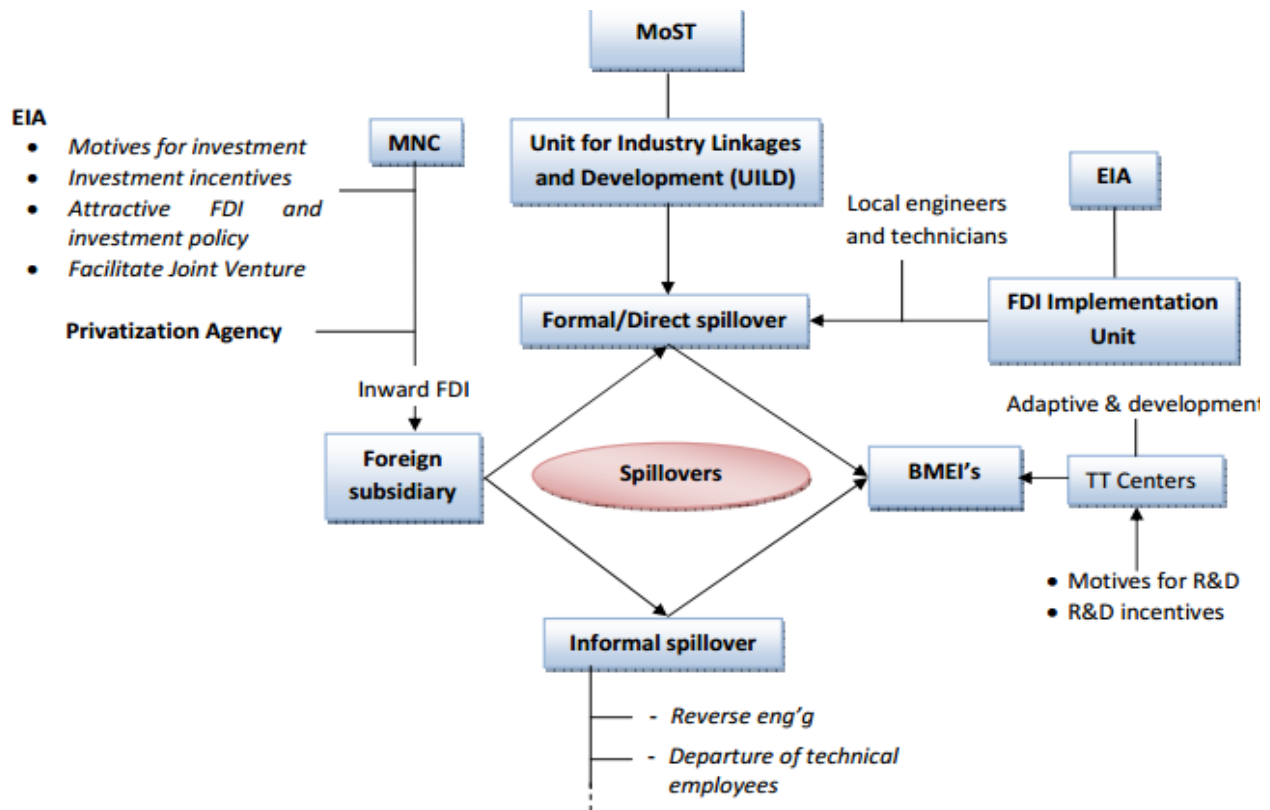 MoST
EIA
• Motives for investment
• Investment incentives
• Attractive FDI and
investment policy
• Facilitate Joint Venture
MNC
Unit for Industry Linkages
and Development (UILD)
EIA
Local engineers
and technicians
Privatization Agency
Formal/Direct spillover
FDI Implementation
Unit
Inward FDI
Adaptive & development
Foreign
subsidiary
Spillovers
BMEI's
TT Centers
• Motives for R&D
• R&D incentives
Informal spillover
- Reverse eng'g
- Departure of technical
employees